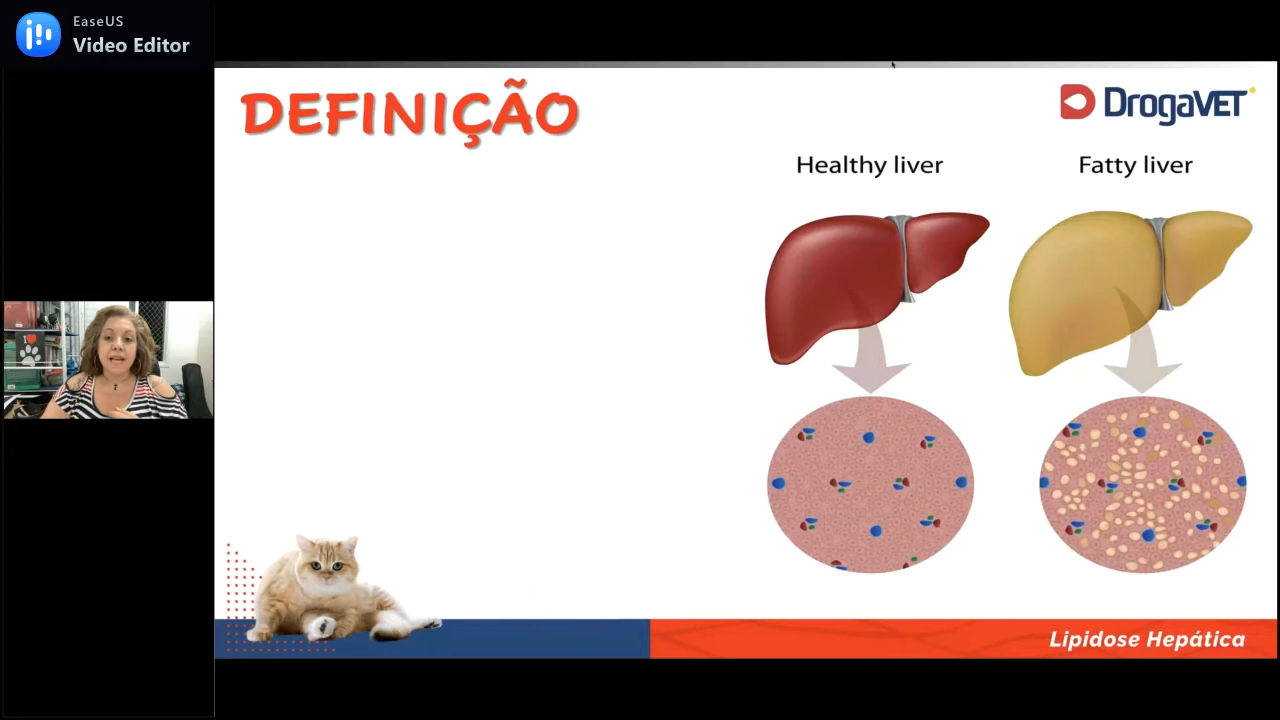 EaseUS
Video Editor
DEFINIÇÃO
DrogaVET
Healthy liver
Fatty liver
I
Lipidose Hepática